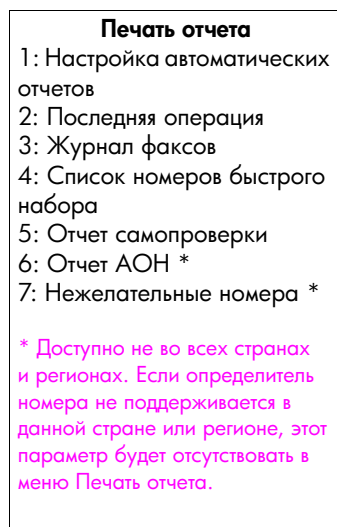 Печать отчета
1: Настройка автоматических
отчетов
2: Последняя операция
3: Журнал факсов
4: Список номеров быстрого
набора
5: Отчет самопроверки
6: Отчет АОН *
7: Нежелательные номера *
* Доступно не во всех странах
и регионах. Если определитель
номера не поддерживается в
данной стране или регионе, этот
параметр будет отсутствовать в
меню Печать отчета.